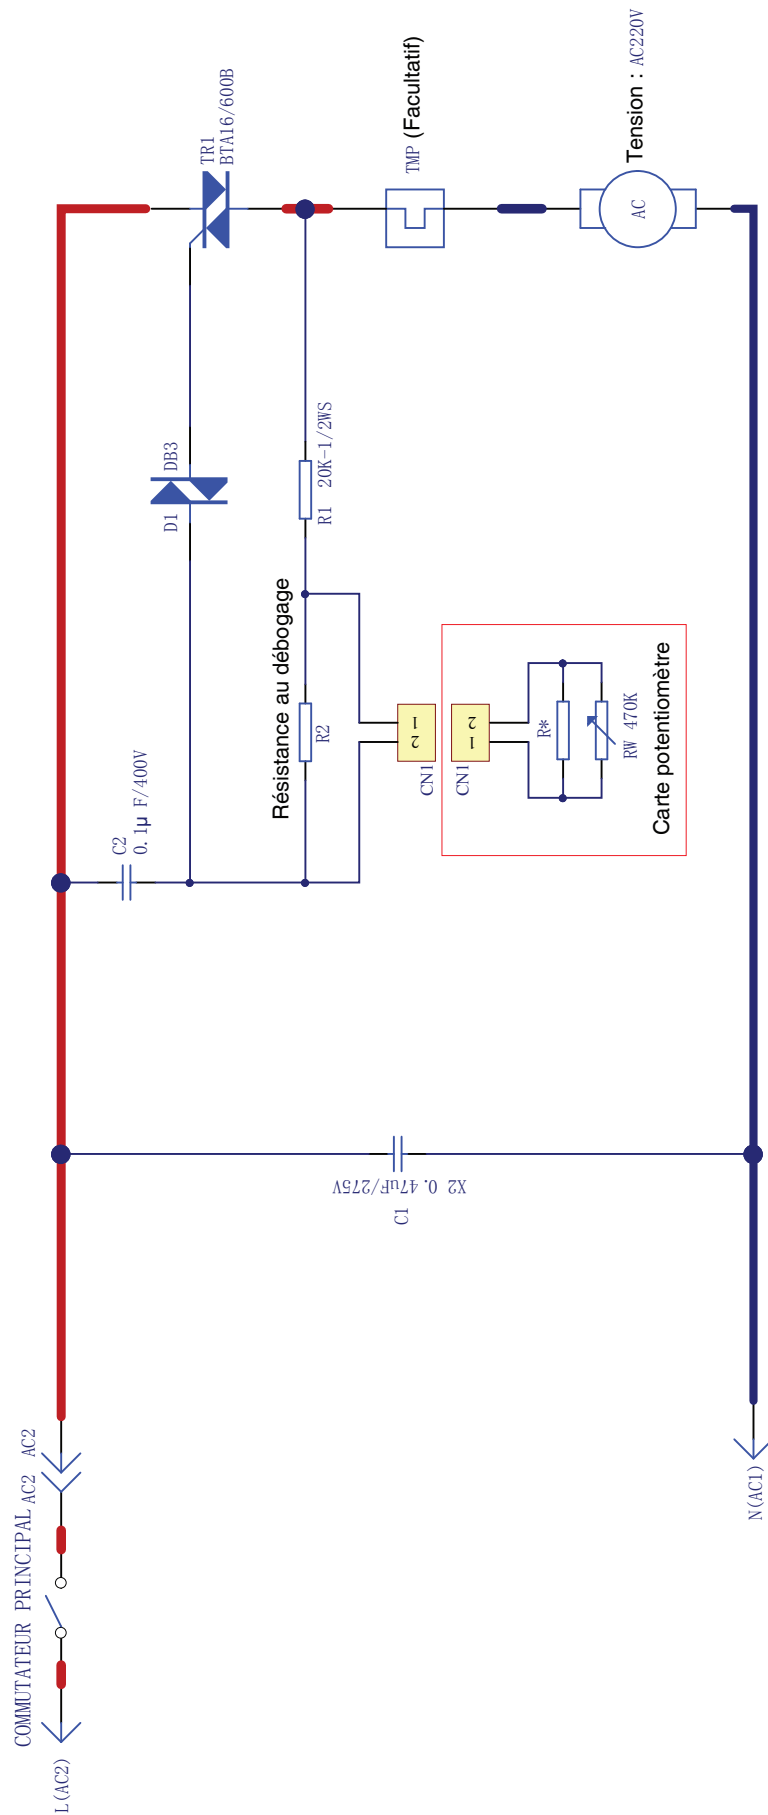 L(AC2)
COMMUTATEUR PRINCIPAL
AC2
AC2
C1
X2 0.47uF/275V
C2
0.1µ F/400V
D1
DB3
TR1
BTA16/600B
Résistance au débogage
R2
R1
20K-1/2WS
CN1
2
1
CN1
1
2
R*
RW 470K
Carte potentiomètre
TMP (Facultatif)
AC
Tension : AC220V
N(AC1)